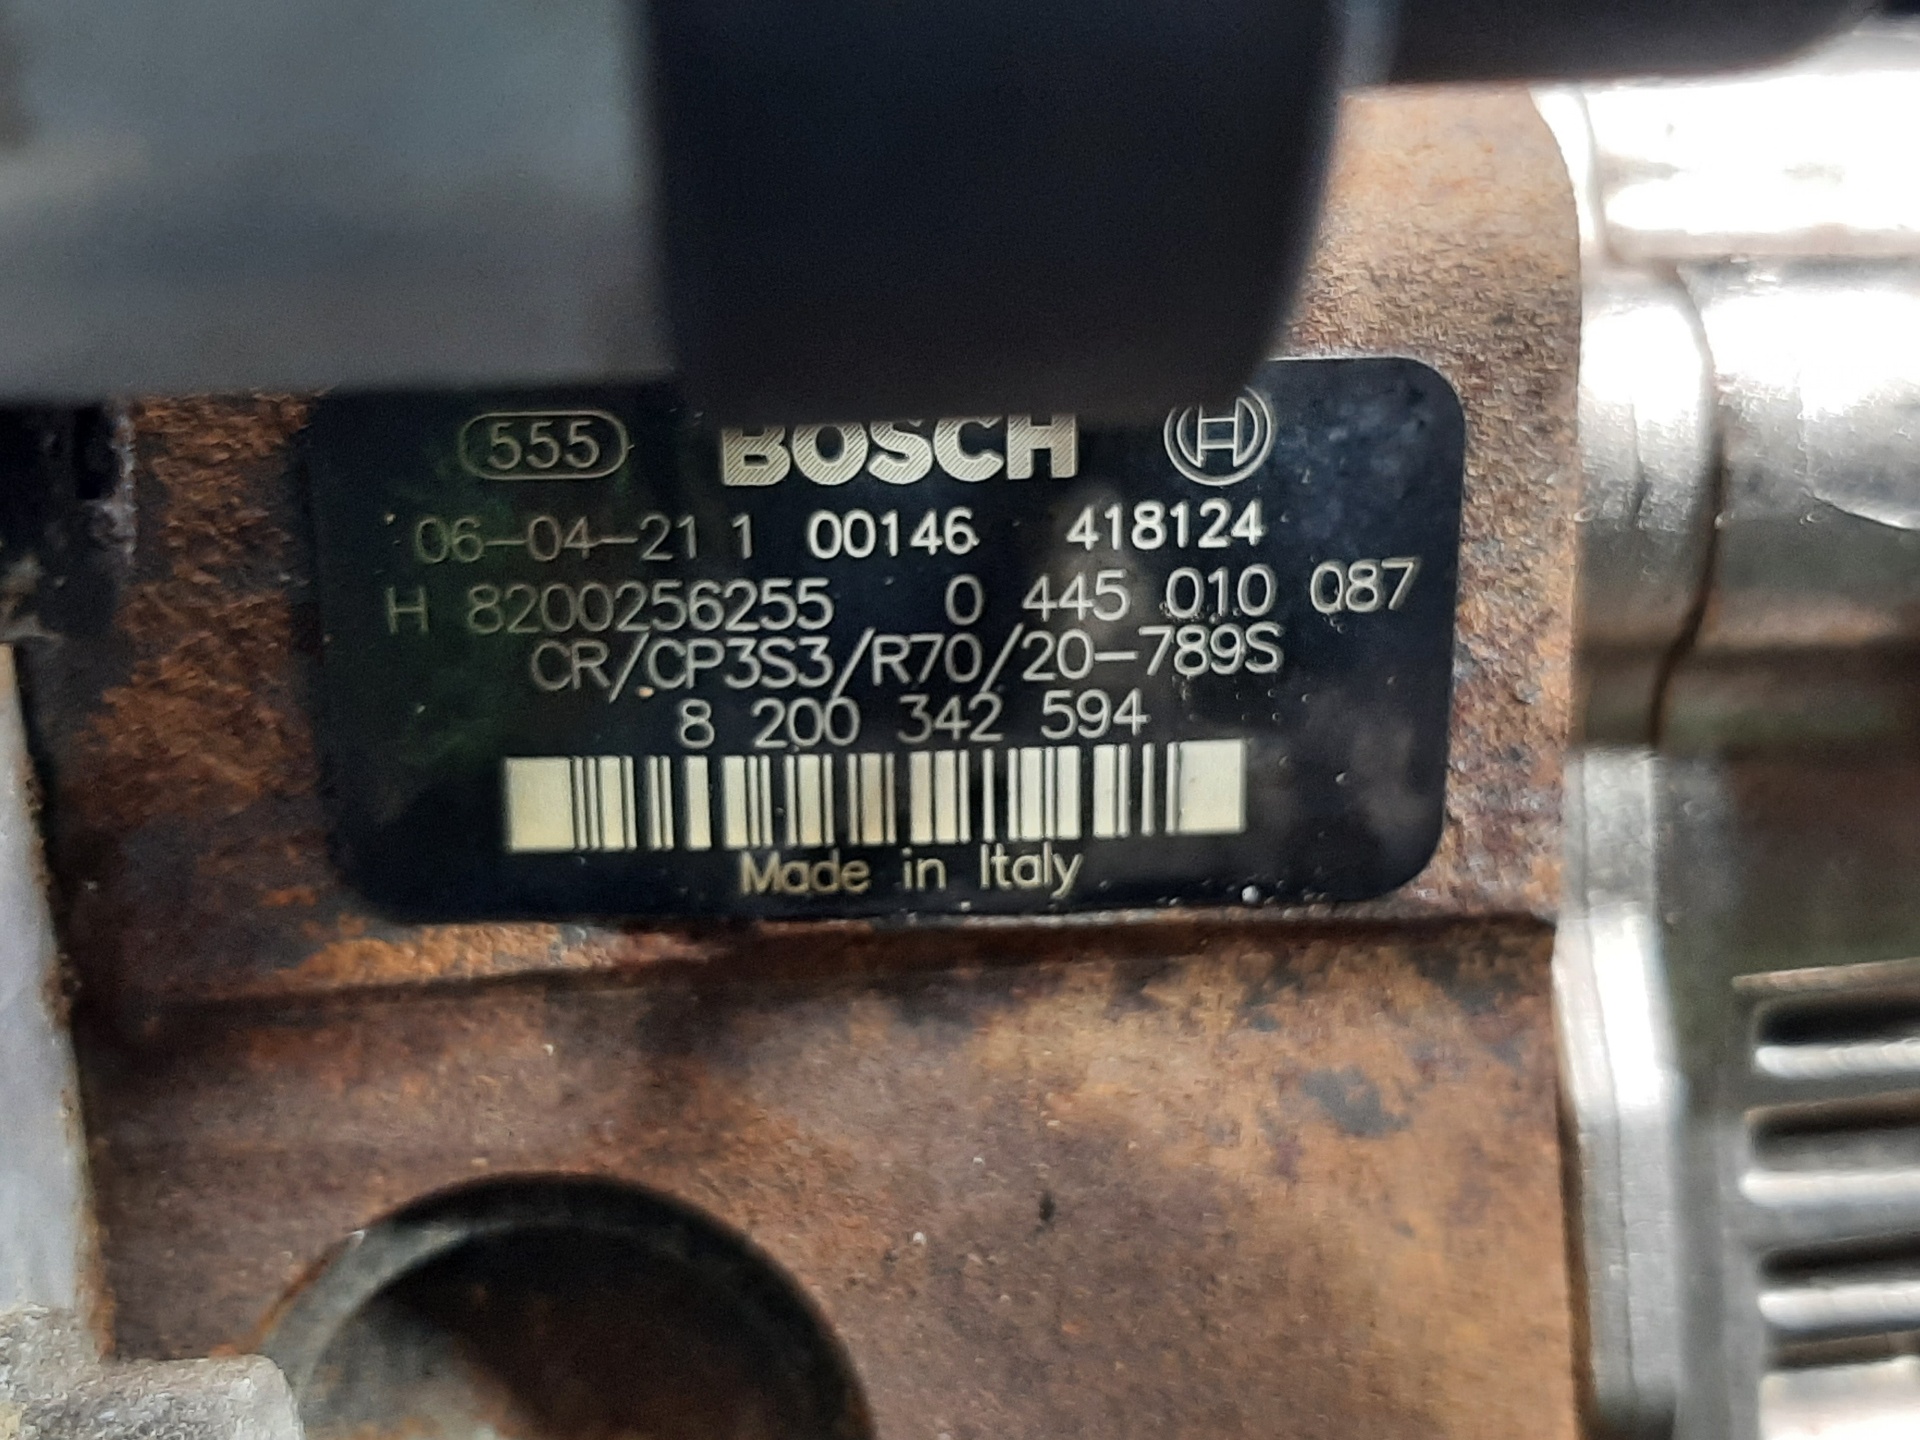 555 BOSCH H
06-04-21 1 00146 418124
H 8200256255 0 445 010 087
CR/CP3S3/R70/20-789S
8 200 342 594
Made in Italy